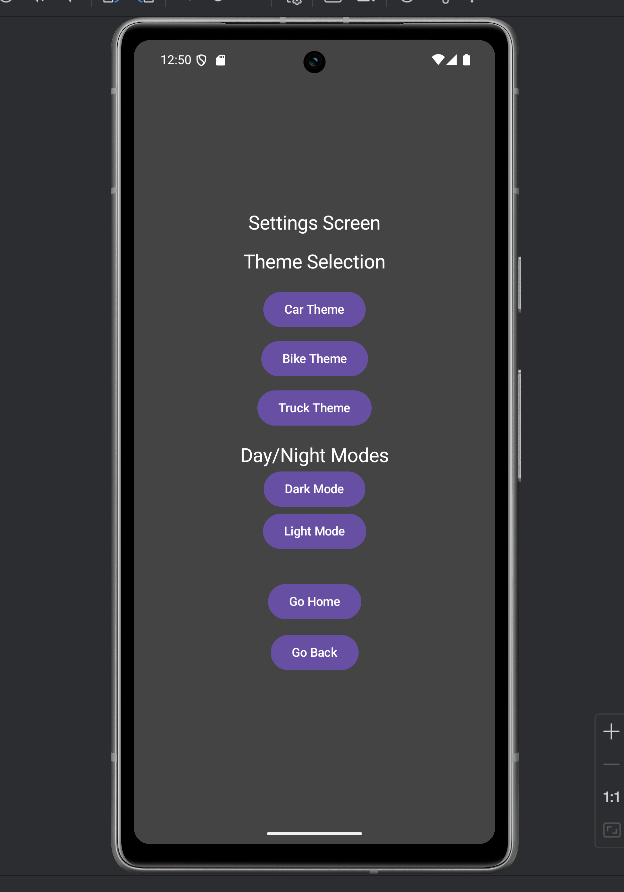 12:50
Settings Screen
Theme Selection
Car Theme
Bike Theme
Truck Theme
Day/Night Modes
Dark Mode
Light Mode
Go Home
Go Back
1:1